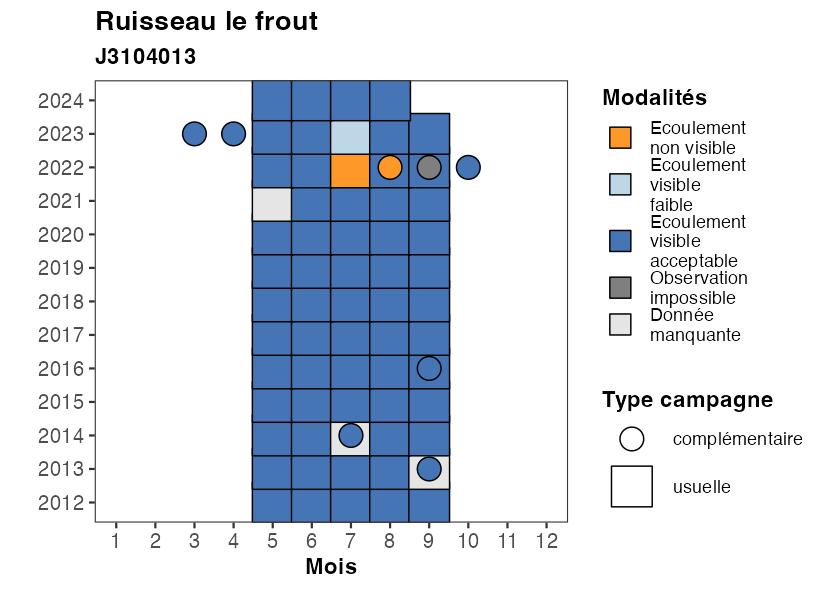 Ruisseau le frout
J3104013
2024
2023
2022
2021
2020
2019
2018
2017
2016
2015
2014
2013
2012
1 2 3 4 5 6 7 8 9 10 11 12
Mois
Modalités
Ecoulement
non visible
Ecoulement
visible
faible
Ecoulement
visible
acceptable
Observation
impossible
Donnée
manquante
Type campagne
complémentaire
usuelle